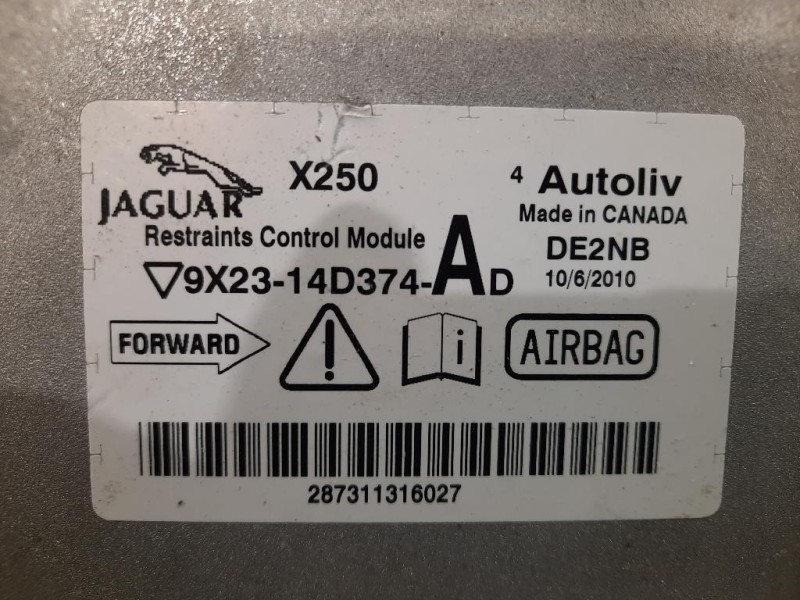 JAGUAR
X250
4 Autoliv
Made in CANADA
Restraints Control Module
DE2NB
9X23-14D374-AD
10/6/2010
FORWARD
!
i
AIRBAG
287311316027